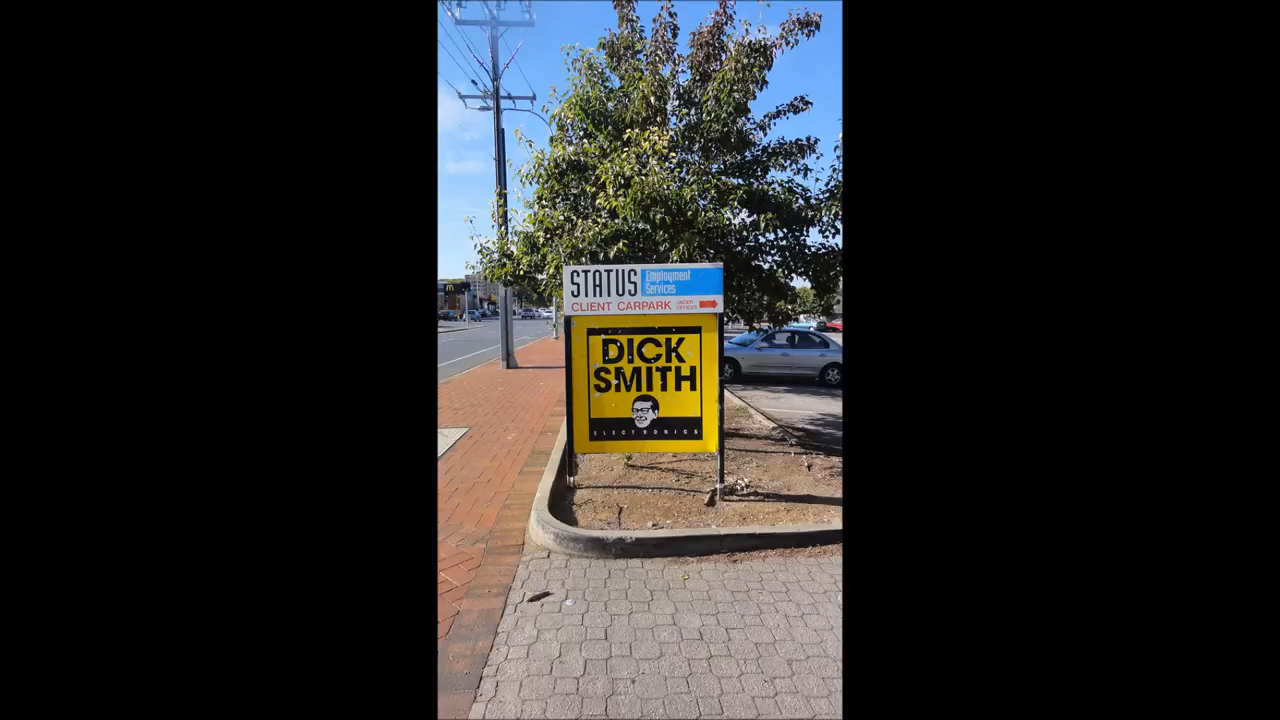 STATUS Employment
Services
CLIENT CARPARK UNDER
OFFICES
DICK
SMITH
ELECTRONICS